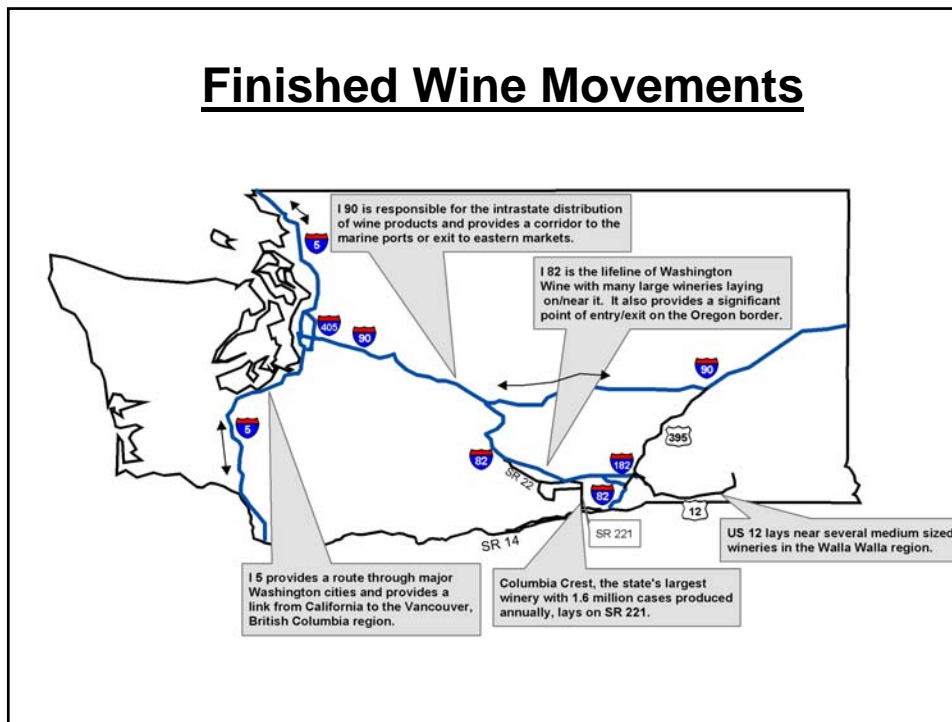 Finished Wine Movements
I 90 is responsible for the intrastate distribution
of wine products and provides a corridor to the
marine ports or exit to eastern markets.
5
I 82 is the lifeline of Washington
Wine with many large wineries laying
on/near it. It also provides a significant
point of entry/exit on the Oregon border.
405
90
90
5
395
82
182
SR 22
82
12
SR 14
SR 221
US 12 lays near several medium sized
wineries in the Walla Walla region.
I 5 provides a route through major
Washington cities and provides a
link from California to the Vancouver,
British Columbia region.
Columbia Crest, the state's largest
winery with 1.6 million cases produced
annually, lays on SR 221.